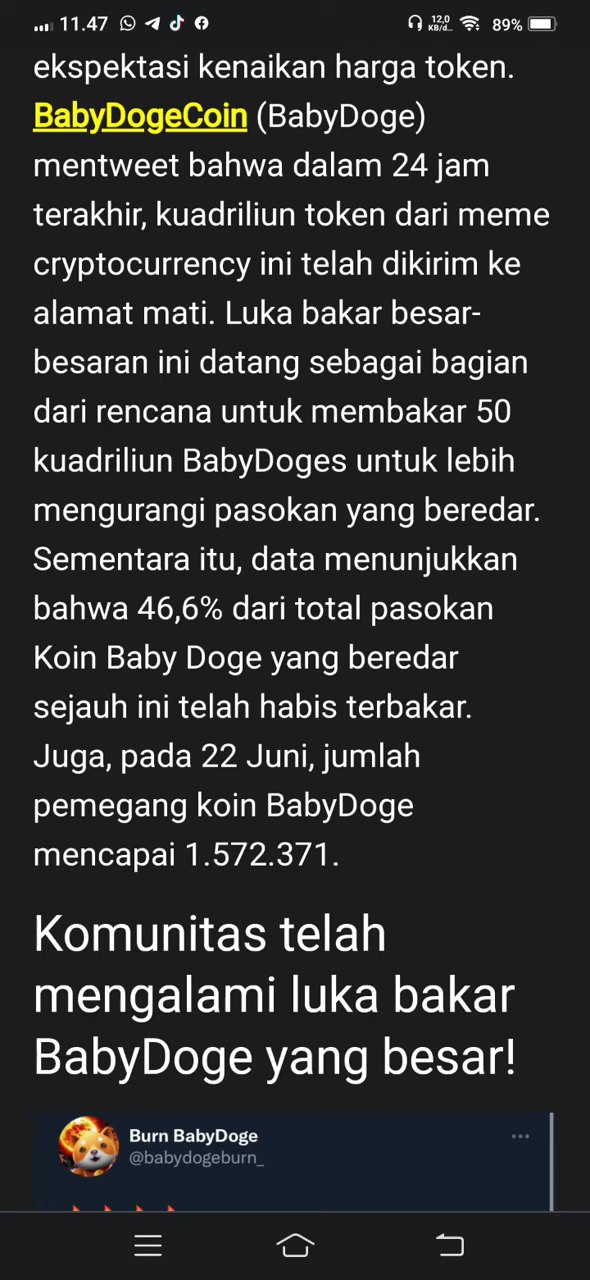 11.47
12,0
KB/d...
89%
ekspektasi kenaikan harga token.
BabyDogeCoin (BabyDoge)
mentweet bahwa dalam 24 jam
terakhir, kuadriliun token dari meme
cryptocurrency ini telah dikirim ke
alamat mati. Luka bakar besar-
besaran ini datang sebagai bagian
dari rencana untuk membakar 50
kuadriliun BabyDoges untuk lebih
mengurangi pasokan yang beredar.
Sementara itu, data menunjukkan
bahwa 46,6% dari total pasokan
Koin Baby Doge yang beredar
sejauh ini telah habis terbakar.
Juga, pada 22 Juni, jumlah
pemegang koin BabyDoge
mencapai 1.572.371.
Komunitas telah
mengalami luka bakar
BabyDoge yang besar!
Burn BabyDoge
@babydogeburn_